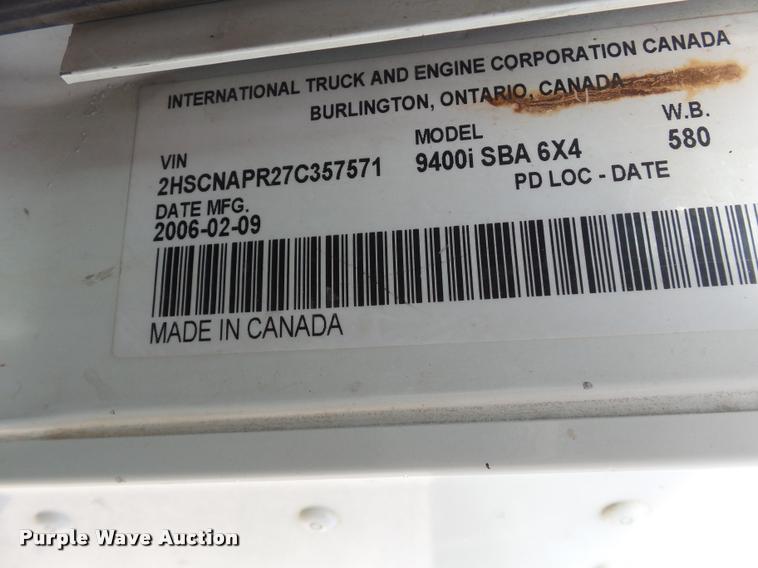 INTERNATIONAL TRUCK AND ENGINE CORPORATION CANADA
BURLINGTON, ONTARIO, CANADA
VIN MODEL W.B.
2HSCNAPR27C357571 9400i SBA 6X4 580
DATE MFG. PD LOC - DATE
2006-02-09
MADE IN CANADA
Purple Wave Auction